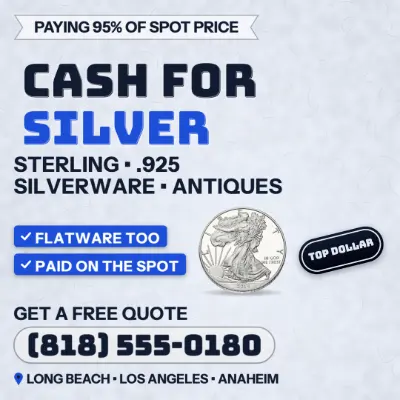 PAYING 95% OF SPOT PRICE
CASH FOR
SILVER
STERLING ▪ .925
SILVERWARE ▪ ANTIQUES
✓ FLATWARE TOO
✓ PAID ON THE SPOT
TOP DOLLAR
GET A FREE QUOTE
(818) 555-0180
LONG BEACH ▪ LOS ANGELES ▪ ANAHEIM